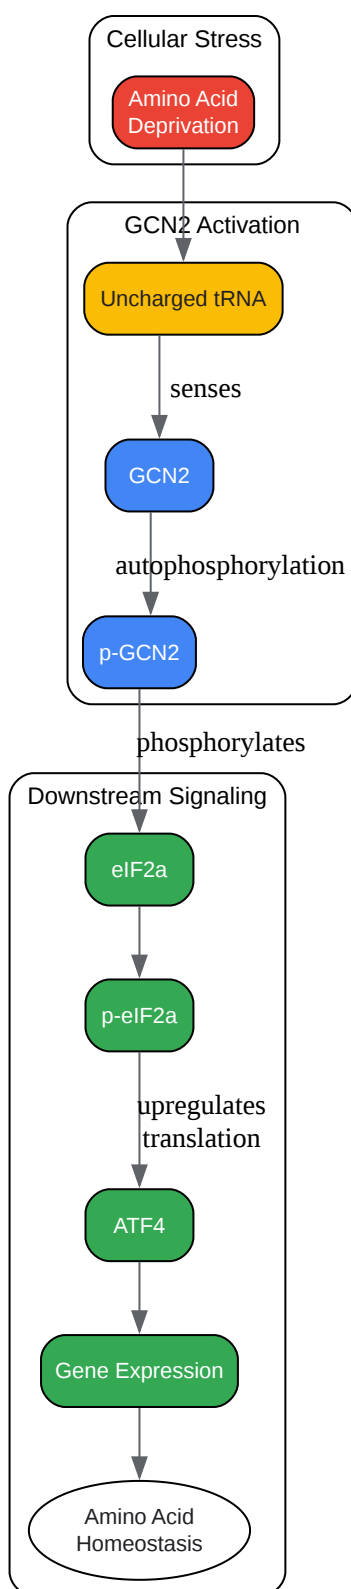 Cellular Stress
Amino Acid
Deprivation
GCN2 Activation
Uncharged tRNA
senses
GCN2
autophosphorylation
p-GCN2
phosphorylates
Downstream Signaling
eIF2a
p-eIF2a
upregulates
translation
ATF4
Gene Expression
Amino Acid
Homeostasis